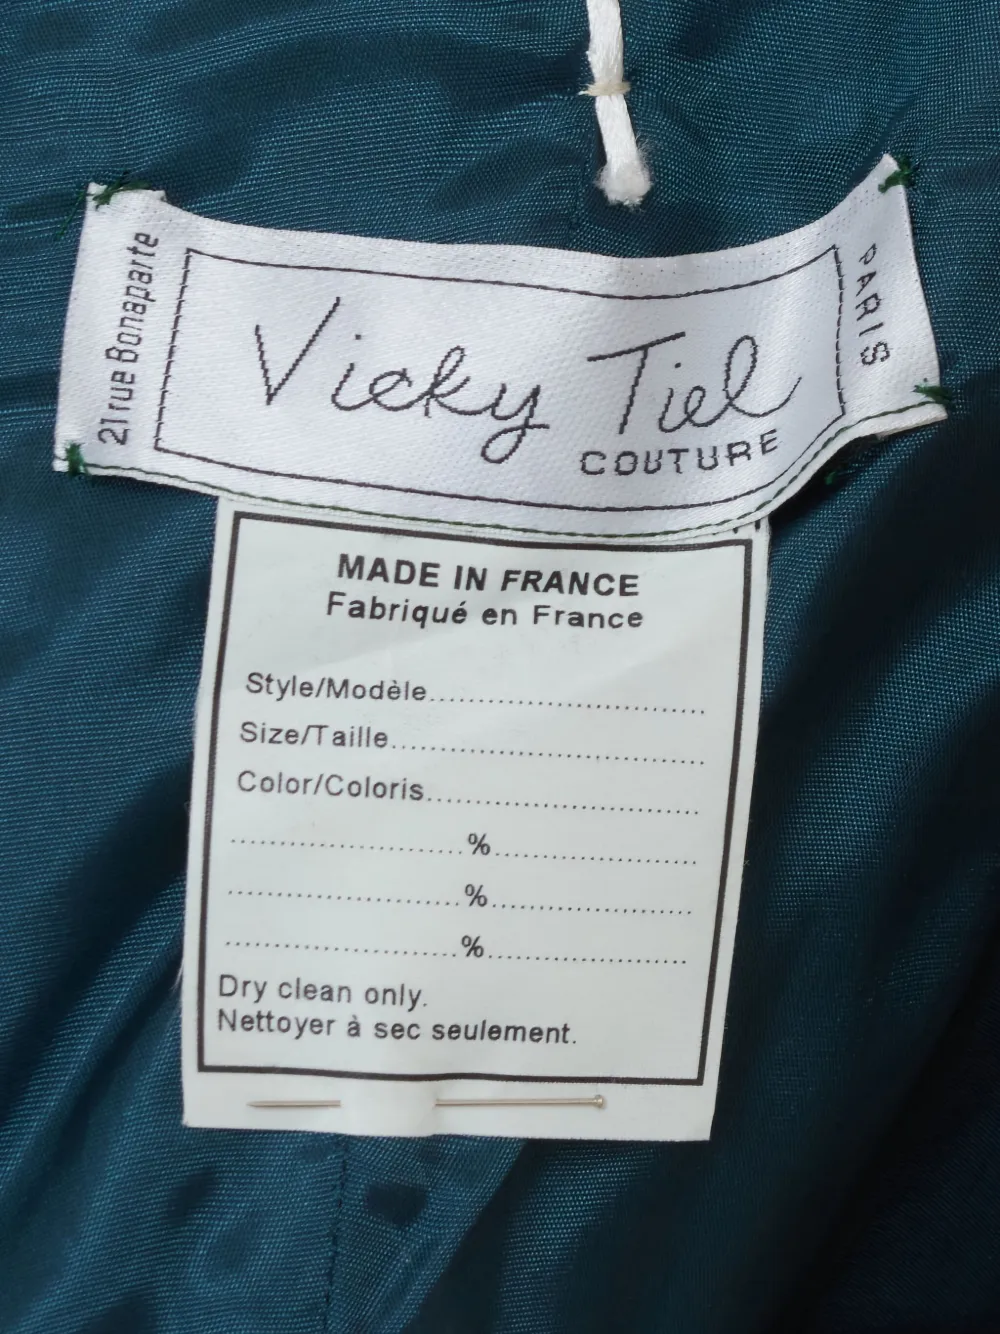 21 rue Bonaparte
Vicky Tiel
COUTURE
PARIS
MADE IN FRANCE
Fabriqué en France
Style/Modèle..............................
Size/Taille..................................
Color/Coloris..............................
.........................%......................
.........................%......................
.........................%......................
Dry clean only.
Nettoyer à sec seulement.